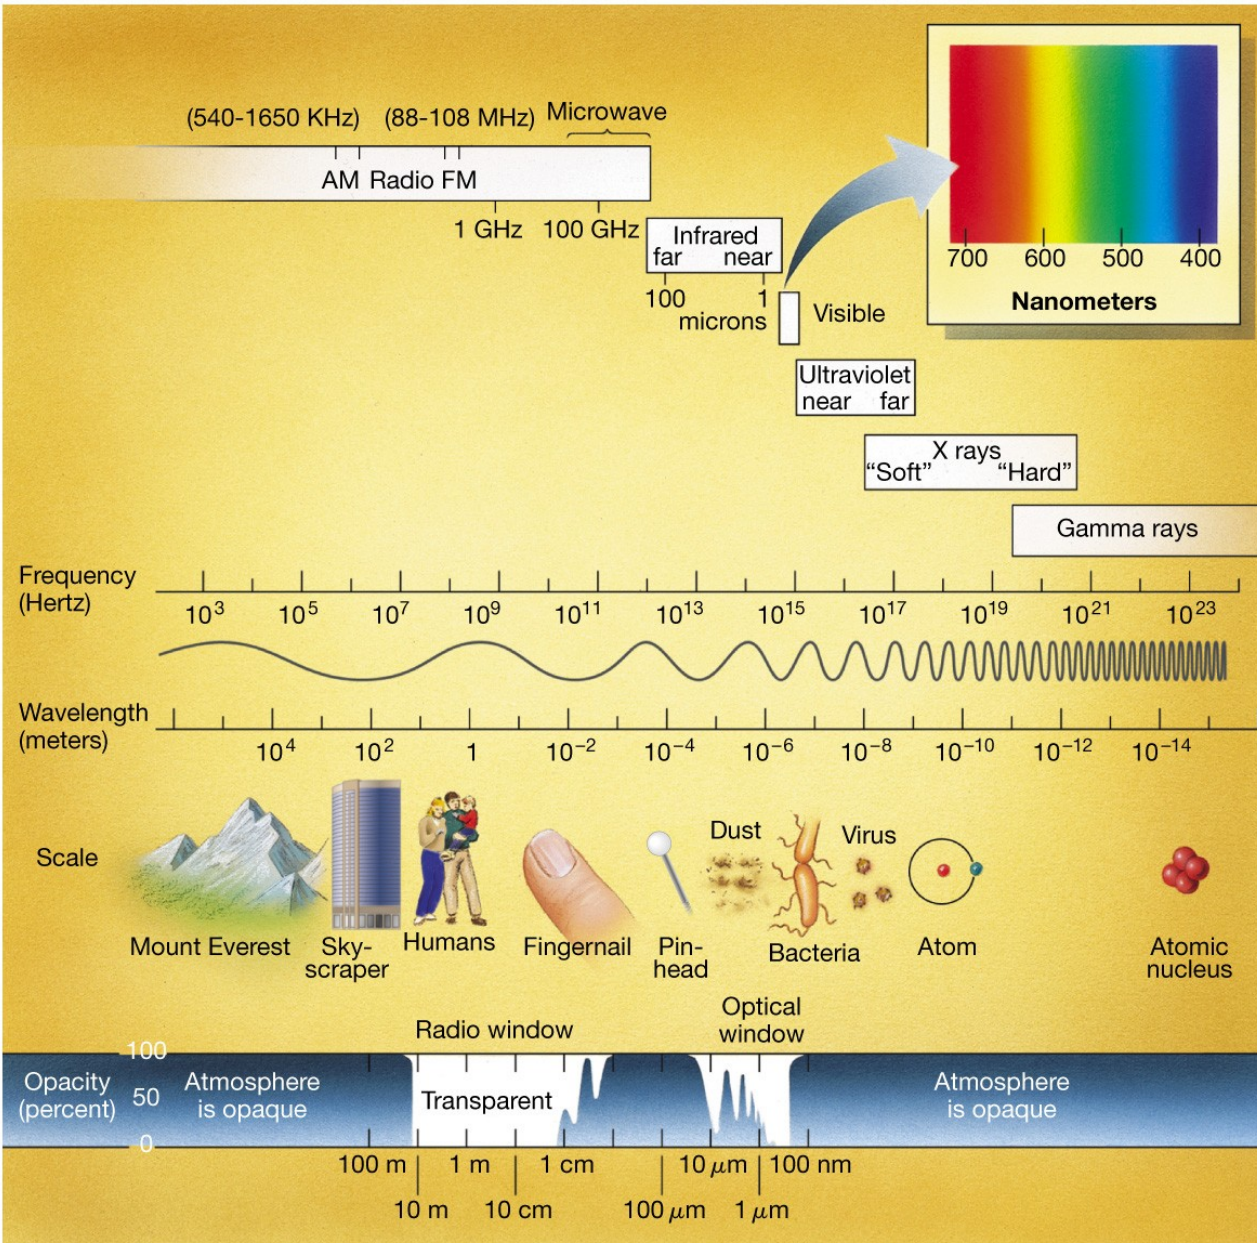 (540-1650 KHz) (88-108 MHz) Microwave
AM Radio FM
1 GHz 100 GHz
Infrared
far near
100 1
microns
Visible
700 600 500 400
Nanometers
Ultraviolet
near far
X rays
“Soft” “Hard”
Gamma rays
Frequency
(Hertz)
10³ 10⁵ 10⁷ 10⁹ 10¹¹ 10¹³ 10¹⁵ 10¹⁷ 10¹⁹ 10²¹ 10²³
Wavelength
(meters)
10⁴ 10² 1 10⁻² 10⁻⁴ 10⁻⁶ 10⁻⁸ 10⁻¹⁰ 10⁻¹² 10⁻¹⁴
Scale
Dust
Virus
Mount Everest
Sky-
scraper
Humans
Fingernail
Pin-
head
Bacteria
Atom
Atomic
nucleus
Radio window
Optical
window
Opacity
(percent)
100
50
0
Atmosphere
is opaque
Transparent
Atmosphere
is opaque
100 m 1 m 1 cm 10 μm 100 nm
10 m 10 cm 100 μm 1 μm